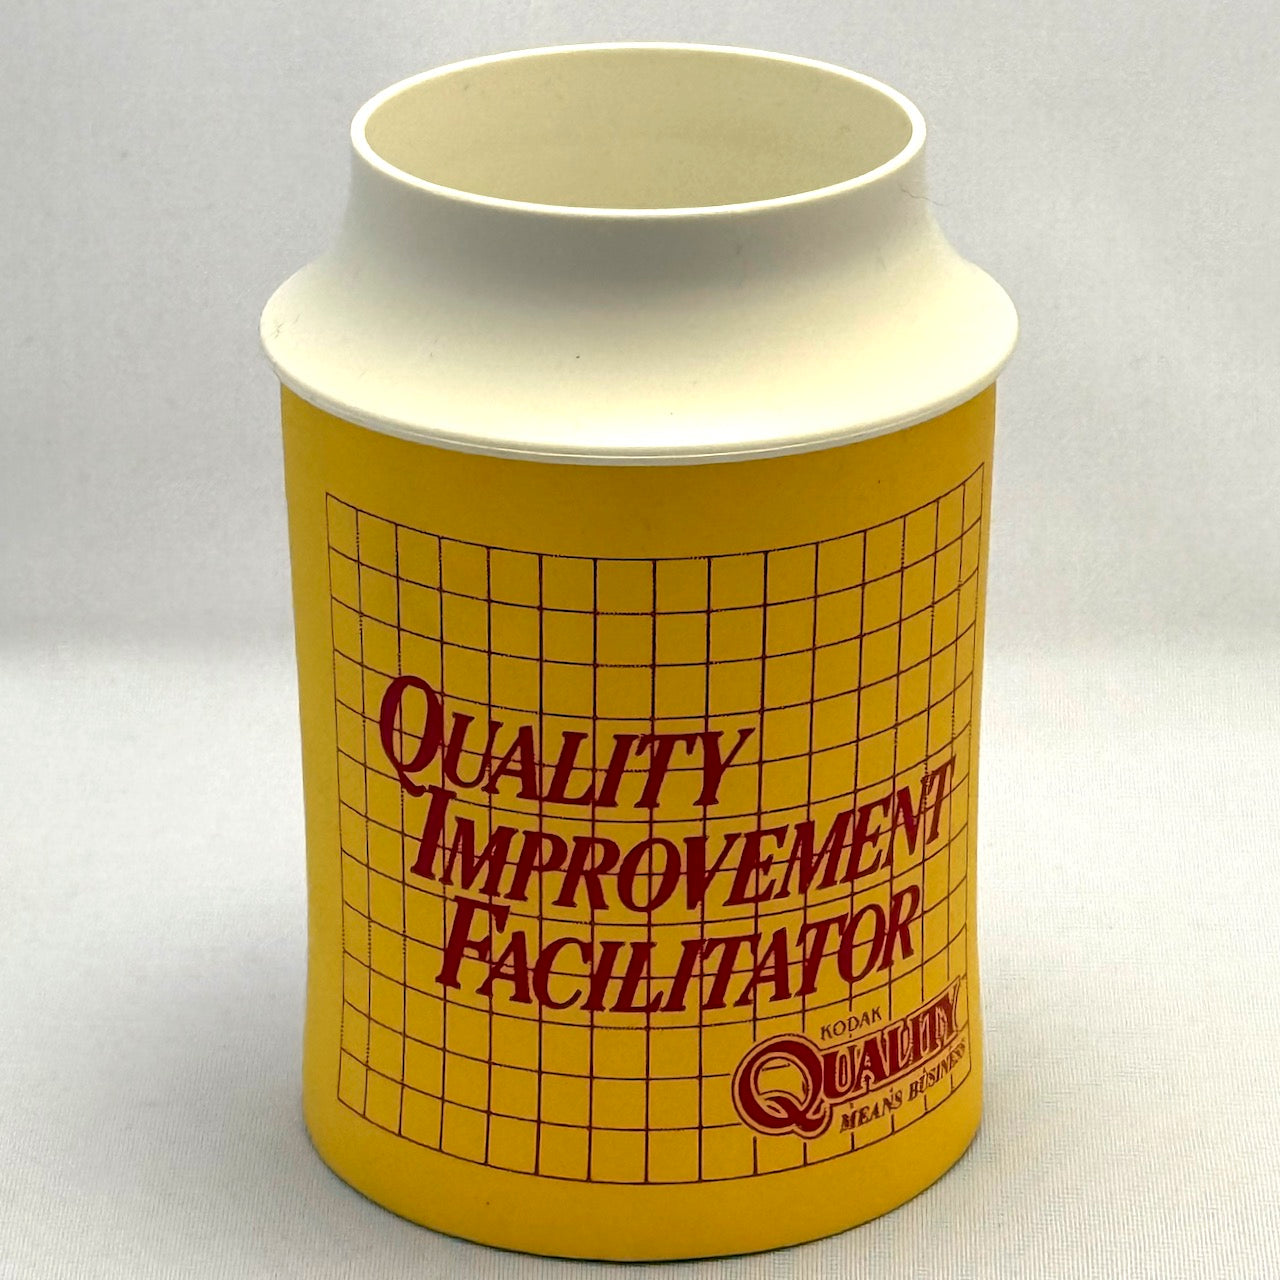 QUALITY
IMPROVEMENT
FACILITATOR
KODAK
QUALITY
MEANS BUSINESS